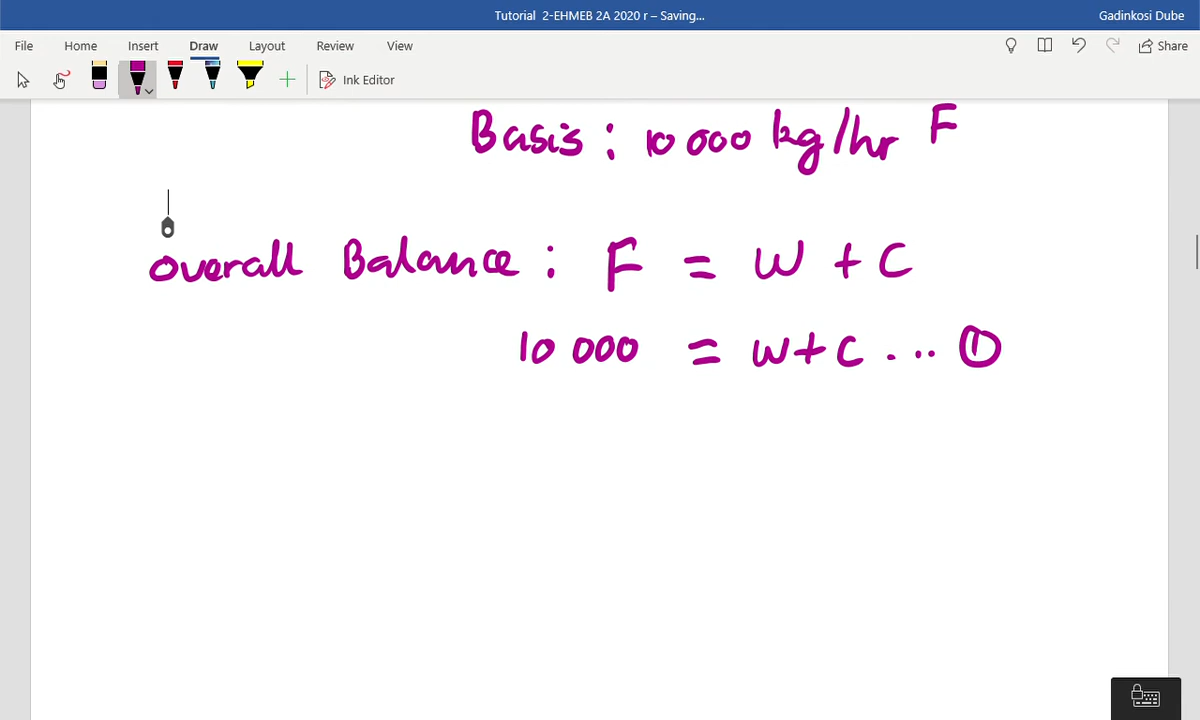 Tutorial 2-EHMEB 2A 2020 r – Saving... Gadinkosi Dube
File Home Insert Draw Layout Review View Share
Ink Editor
Basis : 10 000 kg/hr F
Overall Balance : F = W + C
10 000 = W + C ... ①